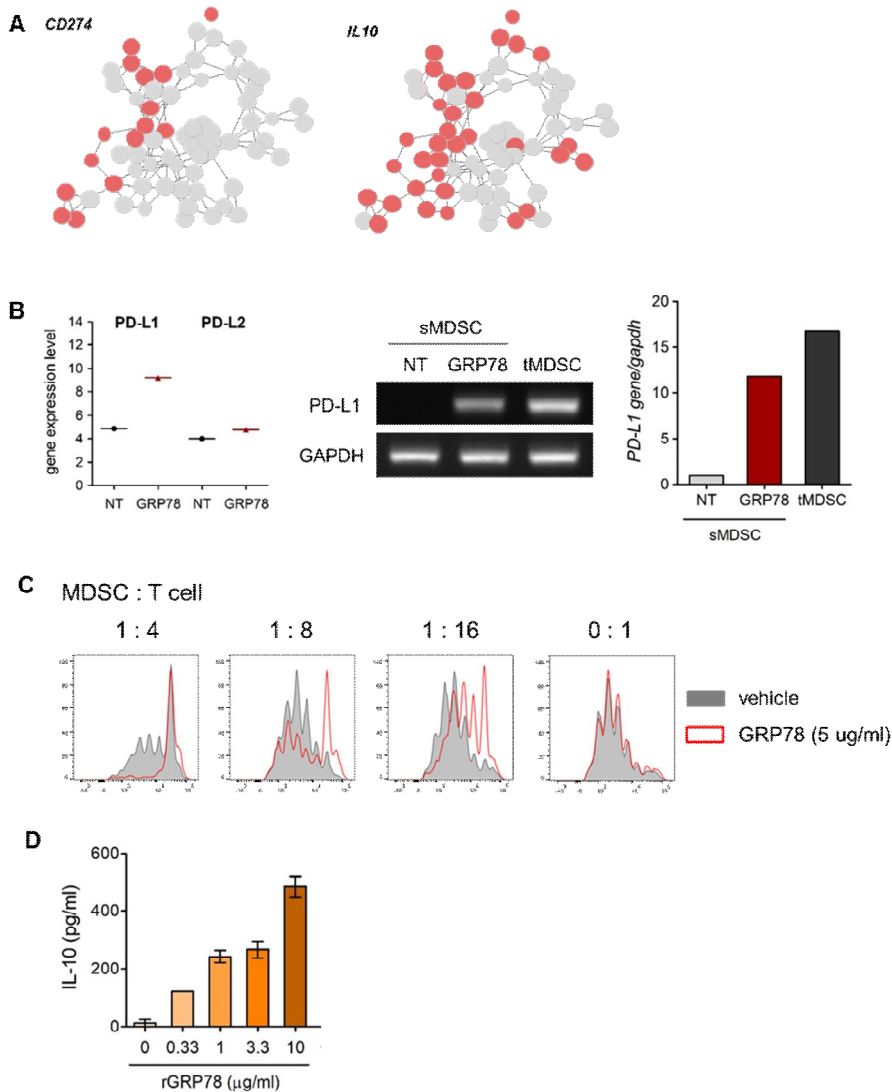 A
CD274
IL10
B
PD-L1 PD-L2
gene expression level
14
12
10
8
6
4
2
0
NT GRP78 NT GRP78
sMDSC
NT GRP78 tMDSC
PD-L1
GAPDH
PD-L1 gene/gapdh
20
15
10
5
0
NT GRP78 tMDSC
sMDSC
C
MDSC : T cell
1 : 4 1 : 8 1 : 16 0 : 1
vehicle
GRP78 (5 ug/ml)
D
IL-10 (pg/ml)
600
400
200
0
0 0.33 1 3.3 10
rGRP78 (μg/ml)